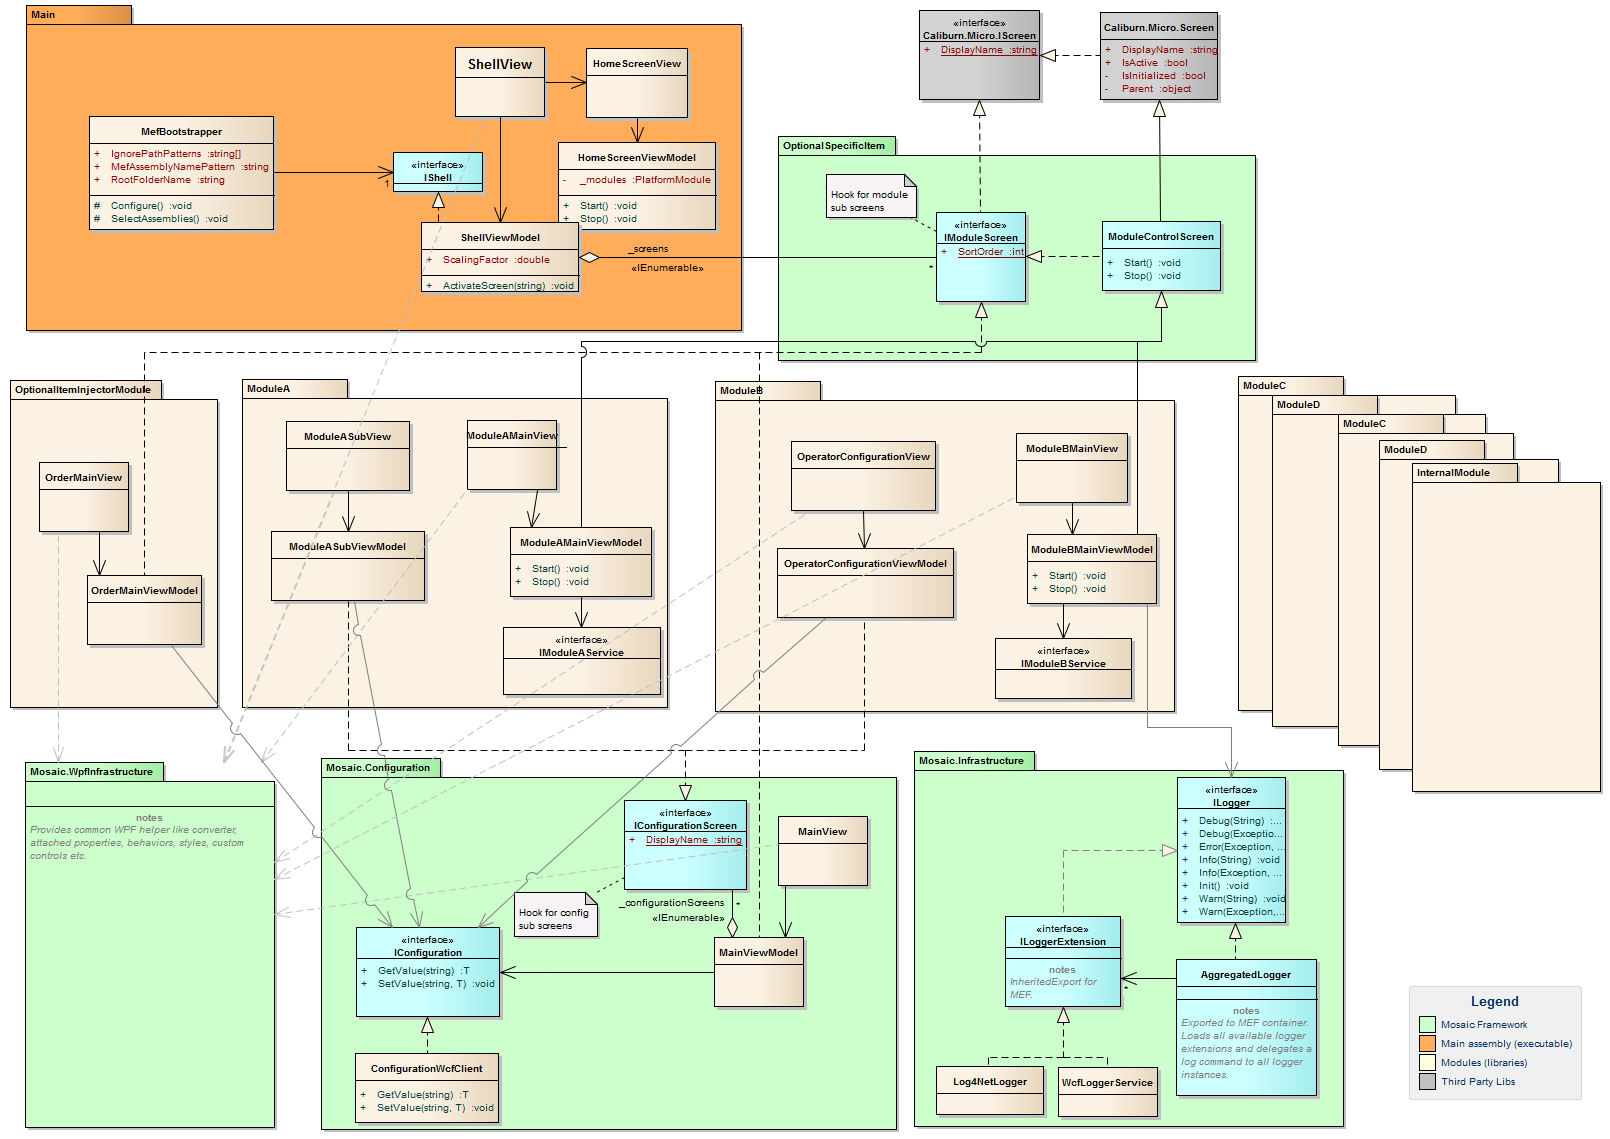 Main
ShellView
HomeScreenView
MefBootstrapper
+ IgnorePathPatterns :string[]
+ MefAssemblyNamePattern :string
+ RootFolderName :string
# Configure() :void
# SelectAssemblies() :void
1
«interface»
IShell
HomeScreenViewModel
- _modules :PlatformModule
+ Start() :void
+ Stop() :void
ShellViewModel
+ ScalingFactor :double
+ ActivateScreen(string) :void
_screens
«IEnumerable»
*
«interface»
Caliburn.Micro.IScreen
+ DisplayName :string
Caliburn.Micro.Screen
+ DisplayName :string
+ IsActive :bool
- IsInitialized :bool
- Parent :object
OptionalSpecificItem
Hook for module
sub screens
«interface»
IModuleScreen
+ SortOrder :int
ModuleControlScreen
+ Start() :void
+ Stop() :void
OptionalItemInjectorModule
OrderMainView
OrderMainViewModel
ModuleA
ModuleASubView
ModuleAMainView
ModuleASubViewModel
ModuleAMainViewModel
+ Start() :void
+ Stop() :void
«interface»
IModuleAService
ModuleB
OperatorConfigurationView
ModuleBMainView
OperatorConfigurationViewModel
ModuleBMainViewModel
+ Start() :void
+ Stop() :void
«interface»
IModuleBService
ModuleC
ModuleD
ModuleC
ModuleD
InternalModule
Mosaic.WpfInfrastructure
notes
Provides common WPF helper like converter,
attached properties, behaviors, styles, custom
controls etc.
Mosaic.Configuration
«interface»
IConfigurationScreen
+ DisplayName :string
MainView
Hook for config
sub screens
_configurationScreens
*
«IEnumerable»
«interface»
IConfiguration
+ GetValue(string) :T
+ SetValue(string, T) :void
MainViewModel
ConfigurationWcfClient
+ GetValue(string) :T
+ SetValue(string, T) :void
Mosaic.Infrastructure
«interface»
ILogger
+ Debug(String) :...
+ Debug(Exceptio...
+ Error(Exception, ...
+ Info(String) :void
+ Info(Exception, ...
+ Init() :void
+ Warn(String) :void
+ Warn(Exception,...
«interface»
ILoggerExtension
notes
InheritedExport for
MEF.
*
AggregatedLogger
notes
Exported to MEF container.
Loads all available logger
extensions and delegates a
log command to all logger
instances.
Log4NetLogger
WcfLoggerService
Legend
Mosaic Framework
Main assembly (executable)
Modules (libraries)
Third Party Libs